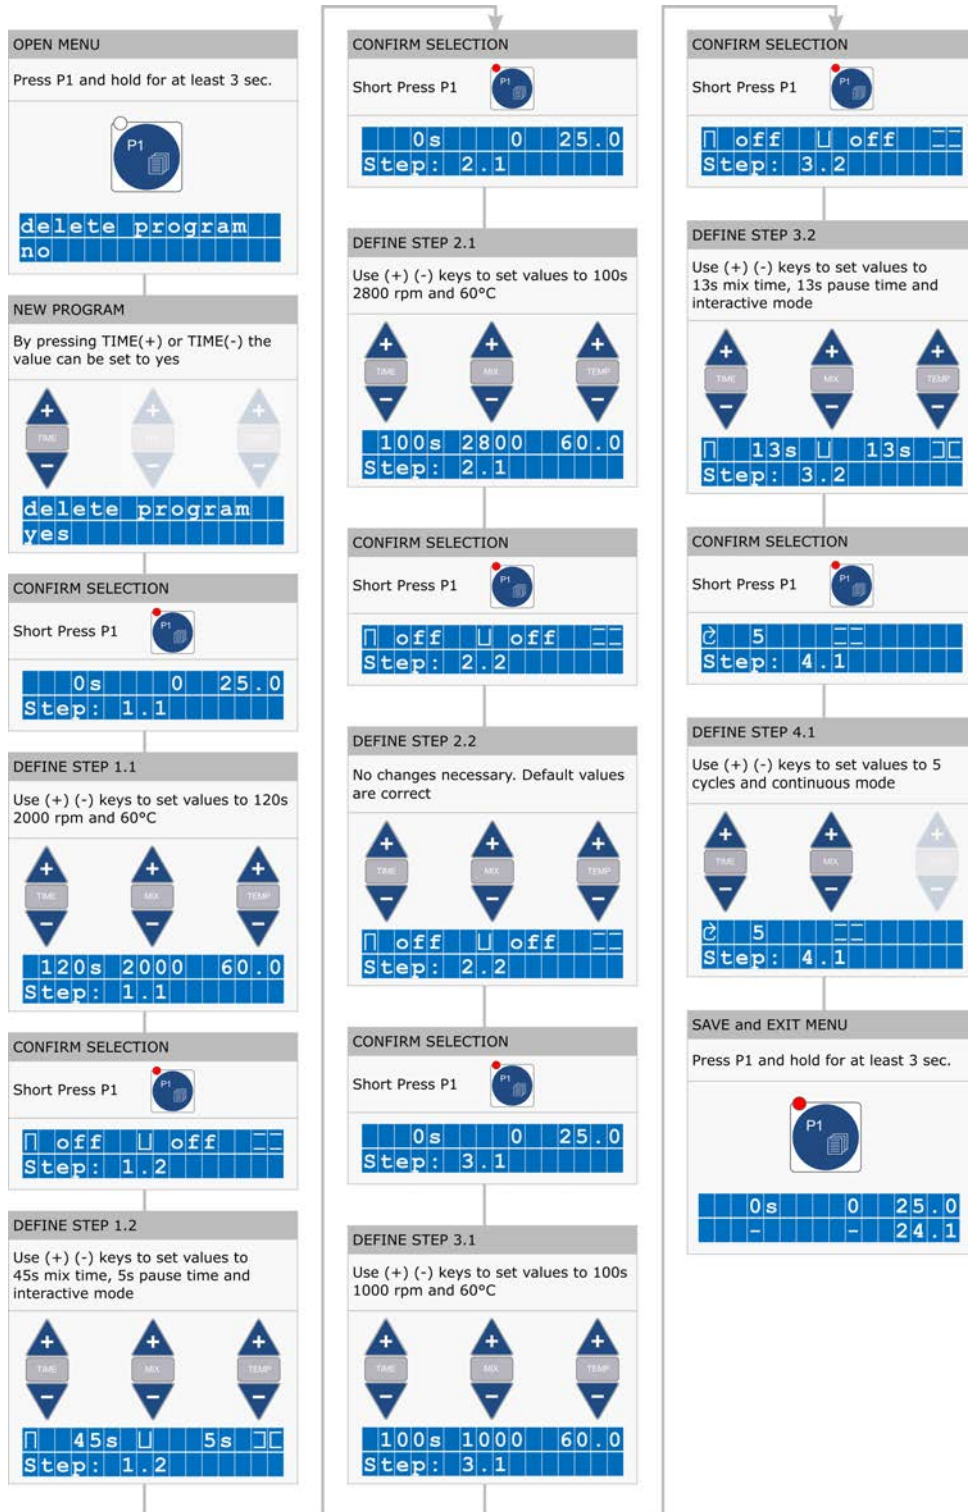 OPEN MENU
Press P1 and hold for at least 3 sec.
P1
delete program
no
NEW PROGRAM
By pressing TIME(+) or TIME(-) the
value can be set to yes
+ + +
TIME MIX TEMP
- - -
delete program
yes
CONFIRM SELECTION
Short Press P1
P1
0s 0 25.0
Step: 1.1
DEFINE STEP 1.1
Use (+) (-) keys to set values to 120s
2000 rpm and 60°C
+ + +
TIME MIX TEMP
- - -
120s 2000 60.0
Step: 1.1
CONFIRM SELECTION
Short Press P1
P1
off off
Step: 1.2
DEFINE STEP 1.2
Use (+) (-) keys to set values to
45s mix time, 5s pause time and
interactive mode
+ + +
TIME MIX TEMP
- - -
45s 5s
Step: 1.2
CONFIRM SELECTION
Short Press P1
P1
0s 0 25.0
Step: 2.1
DEFINE STEP 2.1
Use (+) (-) keys to set values to 100s
2800 rpm and 60°C
+ + +
TIME MIX TEMP
- - -
100s 2800 60.0
Step: 2.1
CONFIRM SELECTION
Short Press P1
P1
off off
Step: 2.2
DEFINE STEP 2.2
No changes necessary. Default values
are correct
+ + +
TIME MIX TEMP
- - -
off off
Step: 2.2
CONFIRM SELECTION
Short Press P1
P1
0s 0 25.0
Step: 3.1
DEFINE STEP 3.1
Use (+) (-) keys to set values to 100s
1000 rpm and 60°C
+ + +
TIME MIX TEMP
- - -
100s 1000 60.0
Step: 3.1
CONFIRM SELECTION
Short Press P1
P1
off off
Step: 3.2
DEFINE STEP 3.2
Use (+) (-) keys to set values to
13s mix time, 13s pause time and
interactive mode
+ + +
TIME MIX TEMP
- - -
13s 13s
Step: 3.2
CONFIRM SELECTION
Short Press P1
P1
5
Step: 4.1
DEFINE STEP 4.1
Use (+) (-) keys to set values to 5
cycles and continuous mode
+ + +
TIME MIX
- - -
5
Step: 4.1
SAVE and EXIT MENU
Press P1 and hold for at least 3 sec.
P1
0s 0 25.0
- - 24.1